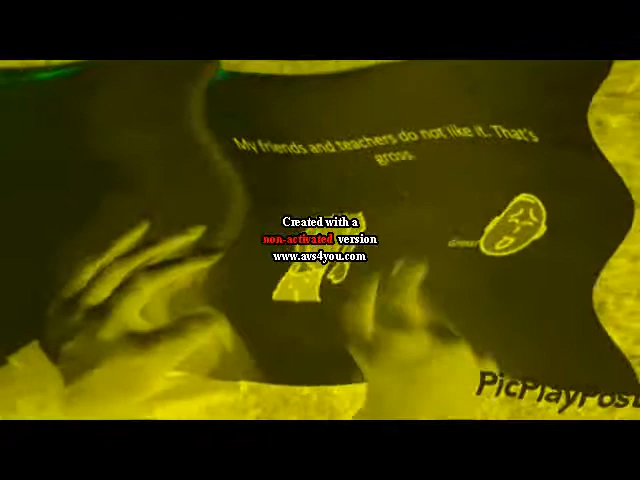 My friends and teachers do not like it. That's
gross.
Created with a
non-activated version
www.avs4you.com
Gross!
PicPlayPost